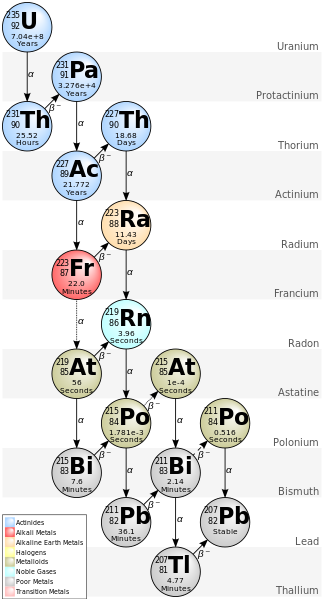 235
92 U
7.04e+8
Years
Uranium
α
231
91 Pa
3.276e+4
Years
β⁻
Protactinium
231
90 Th
25.52
Hours
α
227
90 Th
18.68
Days
Thorium
β⁻
227
89 Ac
21.772
Years
α
Actinium
α
223
88 Ra
11.43
Days
Radium
β⁻
223
87 Fr
22.0
Minutes
α
Francium
α
219
86 Rn
3.96
Seconds
Radon
β⁻
219
85 At
56
Seconds
α
215
85 At
1e-4
Seconds
Astatine
α
β⁻
215
84 Po
1.781e-3
Seconds
α
211
84 Po
0.516
Seconds
Polonium
β⁻
β⁻
215
83 Bi
7.6
Minutes
α
211
83 Bi
2.14
Minutes
α
Bismuth
β⁻
211
82 Pb
36.1
Minutes
α
207
82 Pb
Stable
Lead
β⁻
207
81 Tl
4.77
Minutes
Thallium
Actinides
Alkali Metals
Alkaline Earth Metals
Halogens
Metalloids
Noble Gases
Poor Metals
Transition Metals